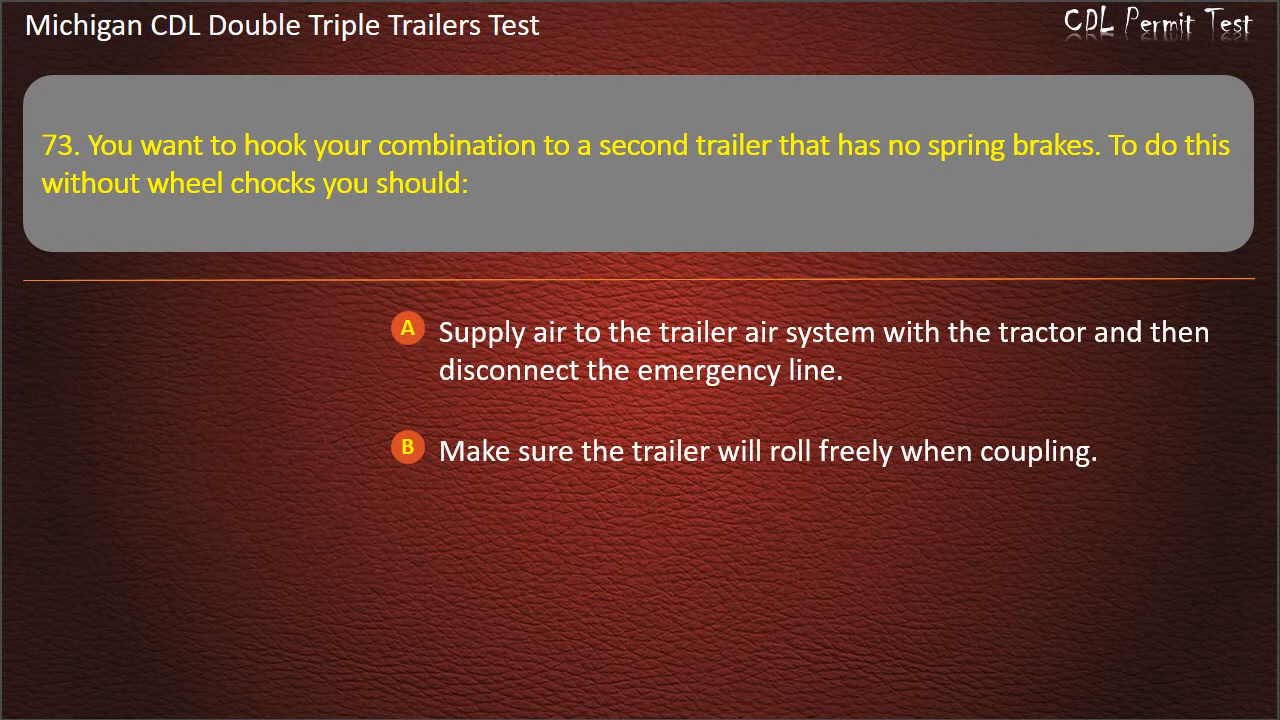 Michigan CDL Double Triple Trailers Test
CDL Permit Test
73. You want to hook your combination to a second trailer that has no spring brakes. To do this
without wheel chocks you should:
A Supply air to the trailer air system with the tractor and then
disconnect the emergency line.
B Make sure the trailer will roll freely when coupling.